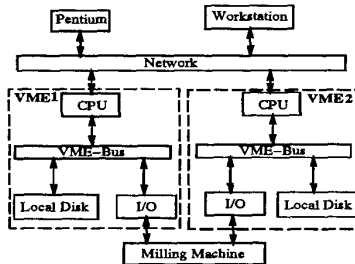 Pentium
Workstation
Network
VME1
CPU
CPU
VME2
VME-Bus
VME-Bus
Local Disk
I/O
I/O
Local Disk
Milling Machine